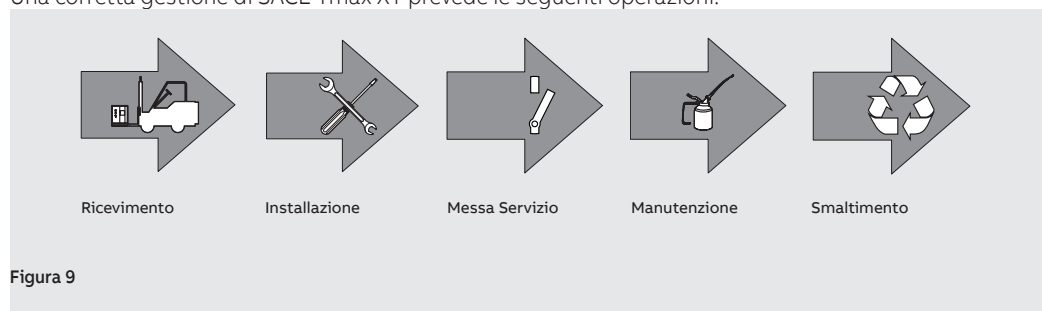 Una corretta gestione di SACE Tmax XT prevede le seguenti operazioni:
Ricevimento Installazione Messa Servizio Manutenzione Smaltimento
Figura 9